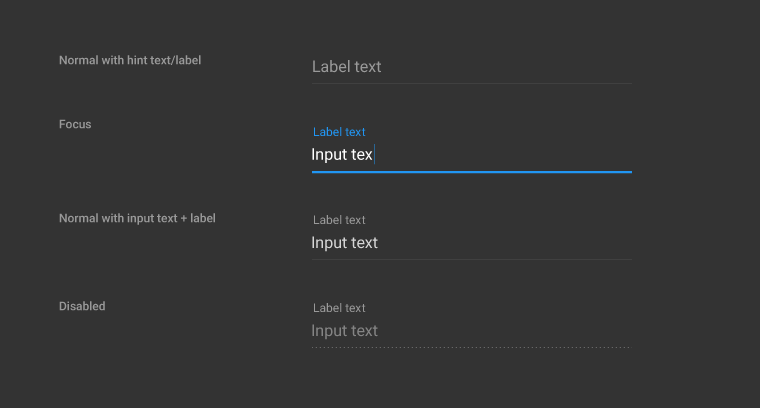 Normal with hint text/label
Label text
Focus
Label text
Input tex
Normal with input text + label
Label text
Input text
Disabled
Label text
Input text